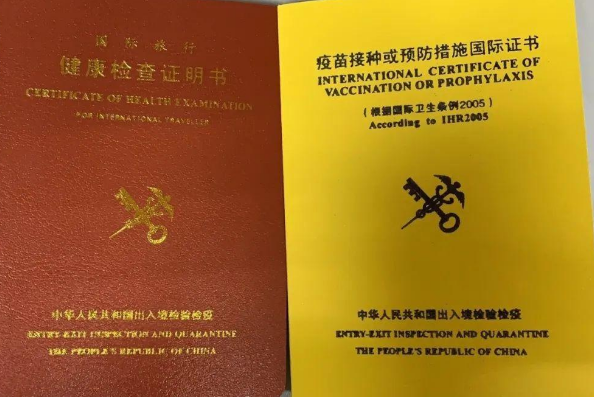 国际旅行
健康检查证明书
CERTIFICATE OF HEALTH EXAMINATION
FOR INTERNATIONAL TRAVELLER
中华人民共和国出入境检验检疫
ENTRY-EXIT INSPECTION AND QUARANTINE
THE PEOPLE'S REPUBLIC OF CHINA
疫苗接种或预防措施国际证书
INTERNATIONAL CERTIFICATE OF
VACCINATION OR PROPHYLAXIS
(根据国际卫生条例2005)
According to IHR2005
中华人民共和国出入境检验检疫
ENTRY-EXIT INSPECTION AND QUARANTINE
THE PEOPLE'S REPUBLIC OF CHINA